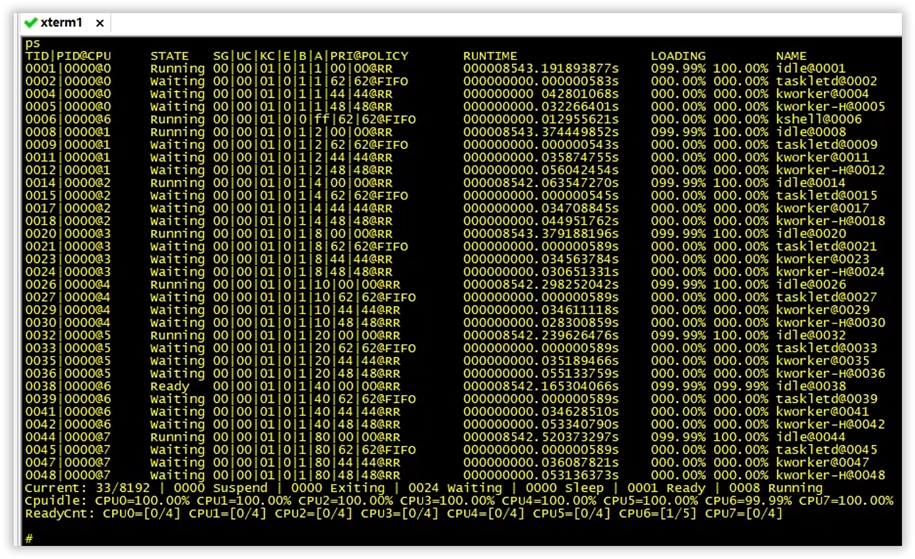 xterm1 ×
ps
TID|PID@CPU STATE SG|UC|KC|E|B|A|PRI@POLICY RUNTIME LOADING NAME
0001|0000@0 Running 00|00|01|0|1|1|00|00@RR 000008543.191893877s 099.99% 100.00% idle@0001
0002|0000@0 Waiting 00|00|01|0|1|1|62|62@FIFO 000000000.000000583s 000.00% 000.00% taskletd@0002
0004|0000@0 Waiting 00|00|01|0|1|1|44|44@RR 000000000.042801068s 000.00% 000.00% kworker@0004
0005|0000@0 Waiting 00|00|01|0|1|1|48|48@RR 000000000.032266401s 000.00% 000.00% kworker-H@0005
0006|0000@6 Running 00|00|01|0|0|ff|62|62@FIFO 000000000.012955621s 000.00% 000.00% kshell@0006
0008|0000@1 Running 00|00|01|0|1|2|00|00@RR 000008543.374449852s 099.99% 100.00% idle@0008
0009|0000@1 Waiting 00|00|01|0|1|2|62|62@FIFO 000000000.000000543s 000.00% 000.00% taskletd@0009
0011|0000@1 Waiting 00|00|01|0|1|2|44|44@RR 000000000.035874755s 000.00% 000.00% kworker@0011
0012|0000@1 Waiting 00|00|01|0|1|2|48|48@RR 000000000.056042454s 000.00% 000.00% kworker-H@0012
0014|0000@2 Running 00|00|01|0|1|4|00|00@RR 000008542.063547270s 099.99% 100.00% idle@0014
0015|0000@2 Waiting 00|00|01|0|1|4|62|62@FIFO 000000000.000000545s 000.00% 000.00% taskletd@0015
0017|0000@2 Waiting 00|00|01|0|1|4|44|44@RR 000000000.034708845s 000.00% 000.00% kworker@0017
0018|0000@2 Waiting 00|00|01|0|1|4|48|48@RR 000000000.044951762s 000.00% 000.00% kworker-H@0018
0020|0000@3 Running 00|00|01|0|1|8|00|00@RR 000008543.379188196s 099.99% 100.00% idle@0020
0021|0000@3 Waiting 00|00|01|0|1|8|62|62@FIFO 000000000.000000589s 000.00% 000.00% taskletd@0021
0023|0000@3 Waiting 00|00|01|0|1|8|44|44@RR 000000000.034563784s 000.00% 000.00% kworker@0023
0024|0000@3 Waiting 00|00|01|0|1|8|48|48@RR 000000000.030651331s 000.00% 000.00% kworker-H@0024
0026|0000@4 Running 00|00|01|0|1|10|00|00@RR 000008542.298252042s 099.99% 100.00% idle@0026
0027|0000@4 Waiting 00|00|01|0|1|10|62|62@FIFO 000000000.000000589s 000.00% 000.00% taskletd@0027
0029|0000@4 Waiting 00|00|01|0|1|10|44|44@RR 000000000.034611118s 000.00% 000.00% kworker@0029
0030|0000@4 Waiting 00|00|01|0|1|10|48|48@RR 000000000.028300859s 000.00% 000.00% kworker-H@0030
0032|0000@5 Running 00|00|01|0|1|20|00|00@RR 000008542.239626476s 099.99% 100.00% idle@0032
0033|0000@5 Waiting 00|00|01|0|1|20|62|62@FIFO 000000000.000000589s 000.00% 000.00% taskletd@0033
0035|0000@5 Waiting 00|00|01|0|1|20|44|44@RR 000000000.035189466s 000.00% 000.00% kworker@0035
0036|0000@5 Waiting 00|00|01|0|1|20|48|48@RR 000000000.055133759s 000.00% 000.00% kworker-H@0036
0038|0000@6 Ready 00|00|01|0|1|40|00|00@RR 000008542.165304066s 099.99% 099.99% idle@0038
0039|0000@6 Waiting 00|00|01|0|1|40|62|62@FIFO 000000000.000000589s 000.00% 000.00% taskletd@0039
0041|0000@6 Waiting 00|00|01|0|1|40|44|44@RR 000000000.034628510s 000.00% 000.00% kworker@0041
0042|0000@6 Waiting 00|00|01|0|1|40|48|48@RR 000000000.053340790s 000.00% 000.00% kworker-H@0042
0044|0000@7 Running 00|00|01|0|1|80|00|00@RR 000008542.520373297s 099.99% 100.00% idle@0044
0045|0000@7 Waiting 00|00|01|0|1|80|62|62@FIFO 000000000.000000589s 000.00% 000.00% taskletd@0045
0047|0000@7 Waiting 00|00|01|0|1|80|44|44@RR 000000000.036087821s 000.00% 000.00% kworker@0047
0048|0000@7 Waiting 00|00|01|0|1|80|48|48@RR 000000000.053136373s 000.00% 000.00% kworker-H@0048
Current: 33/8192 | 0000 Suspend | 0000 Exiting | 0024 Waiting | 0000 Sleep | 0001 Ready | 0008 Running
Cpuidle: CPU0=100.00% CPU1=100.00% CPU2=100.00% CPU3=100.00% CPU4=100.00% CPU5=100.00% CPU6=99.99% CPU7=100.00%
ReadyCnt: CPU0=[0/4] CPU1=[0/4] CPU2=[0/4] CPU3=[0/4] CPU4=[0/4] CPU5=[0/4] CPU6=[1/5] CPU7=[0/4]
#